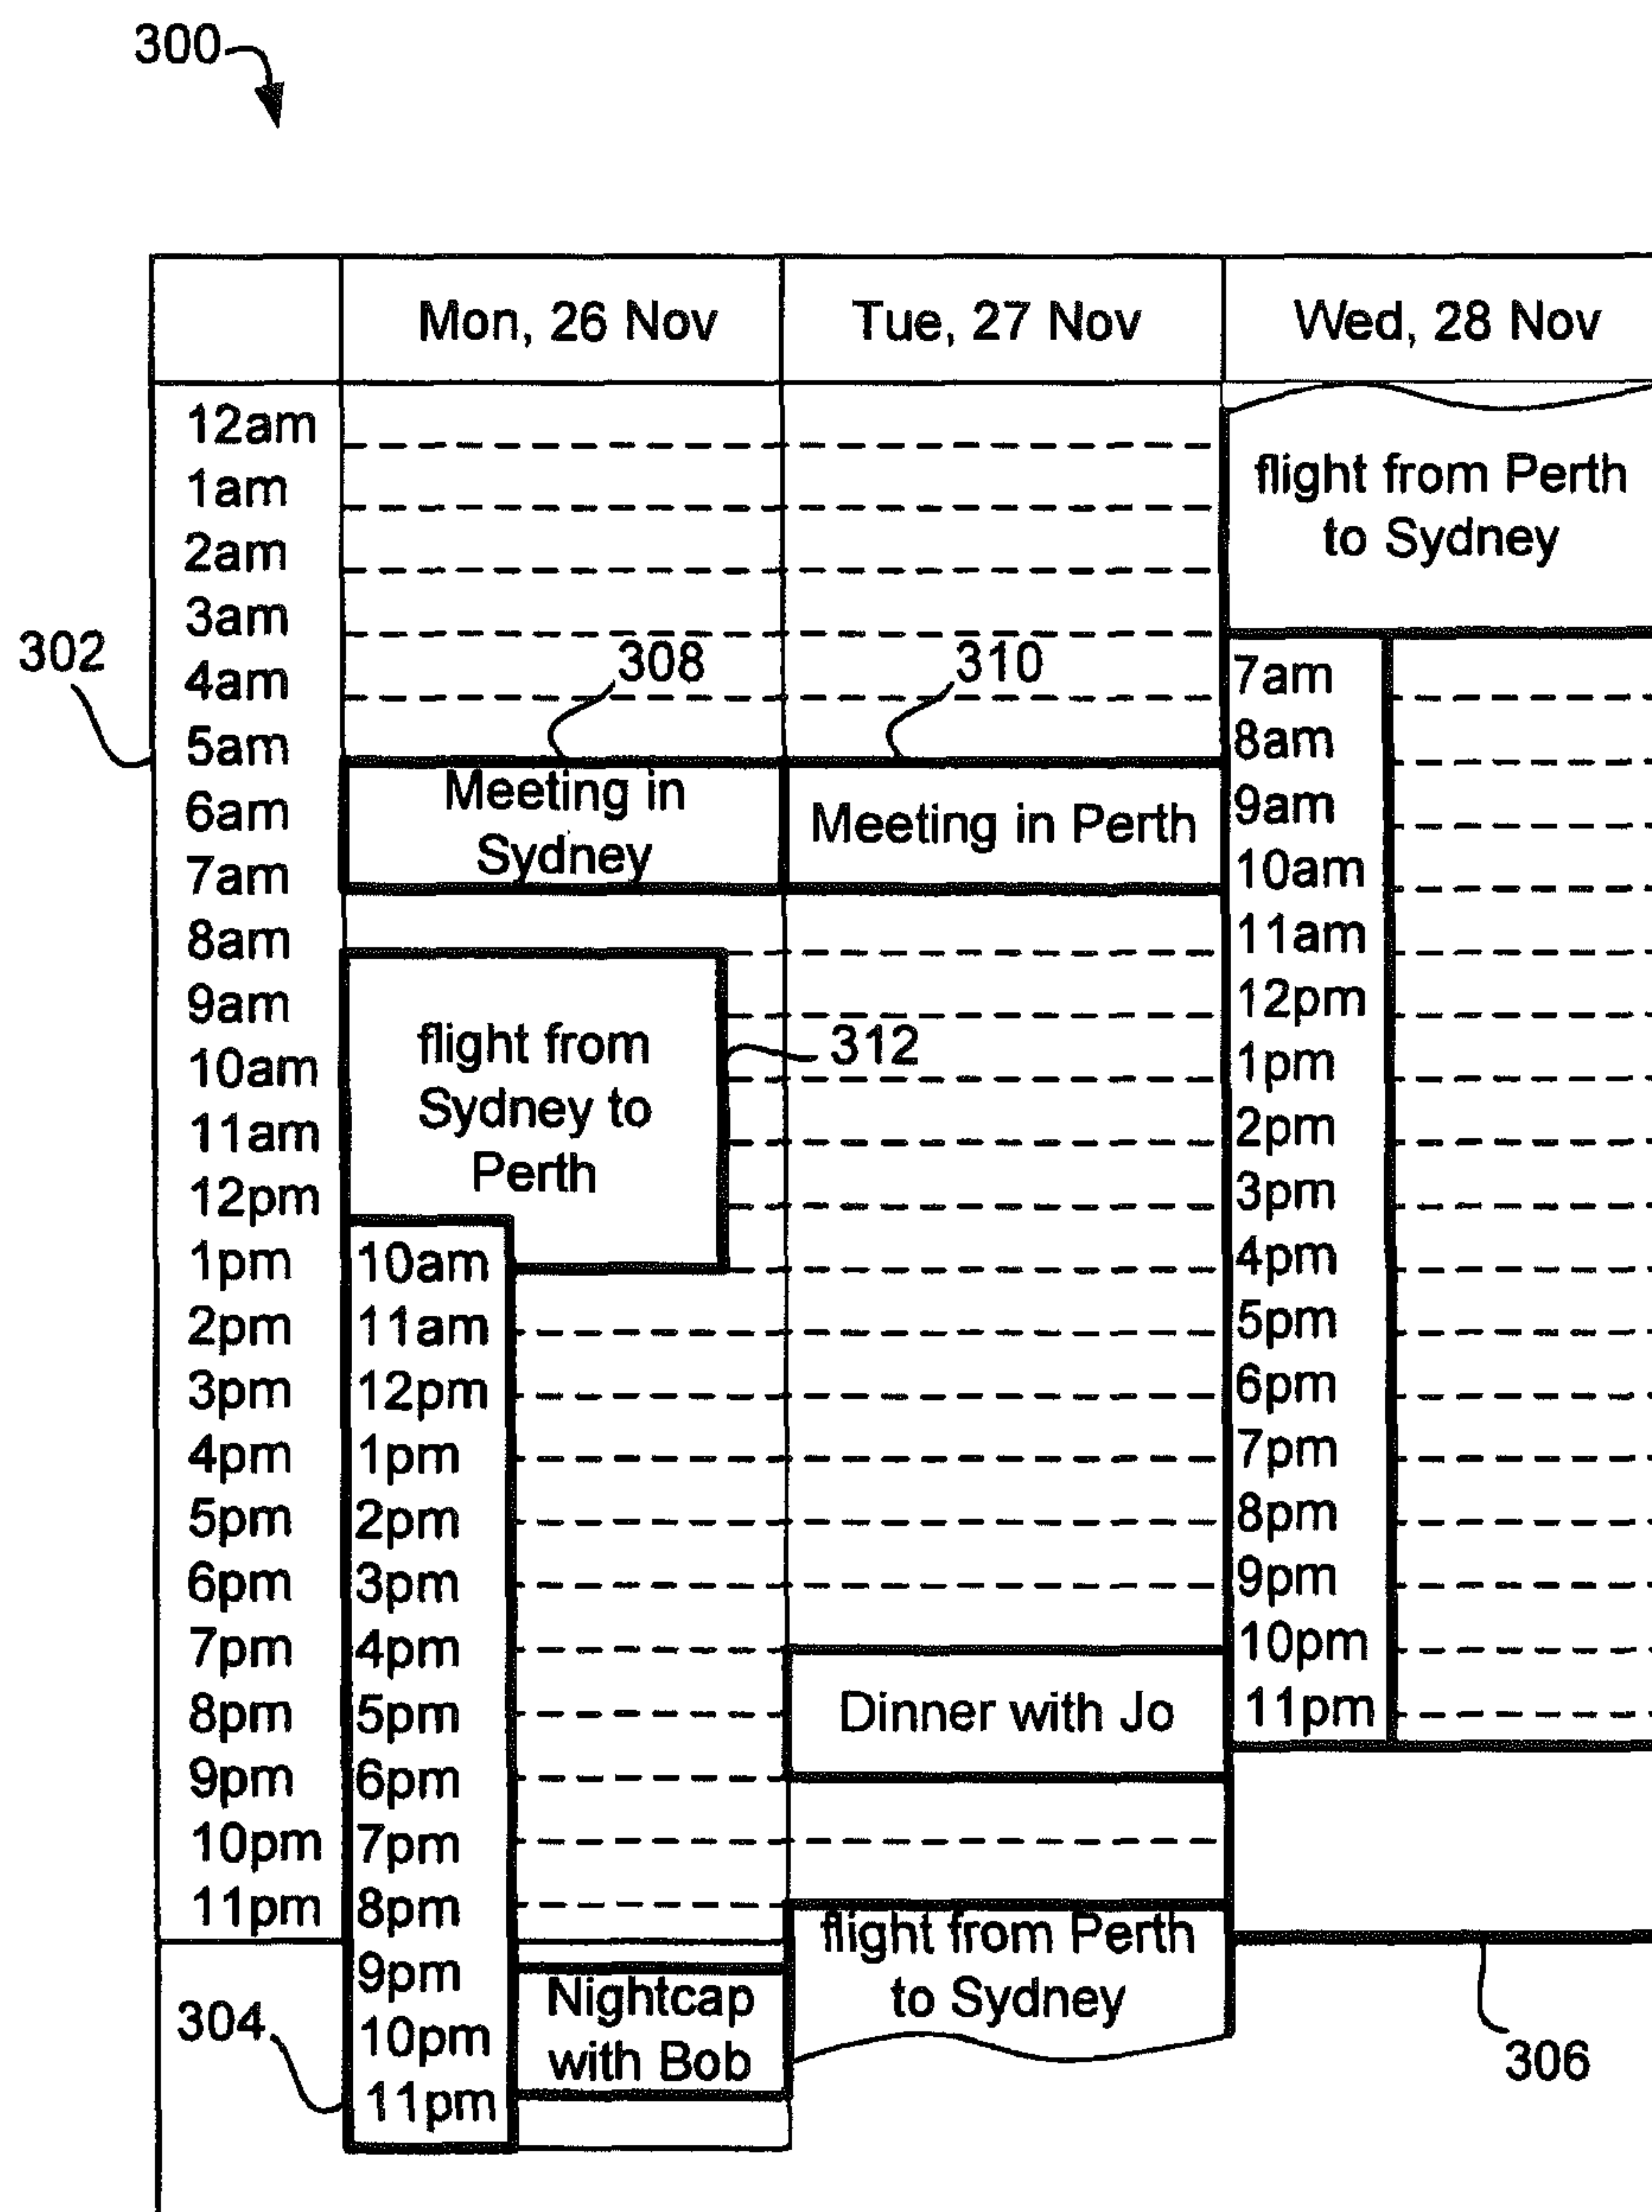 300
Mon, 26 Nov
Tue, 27 Nov
Wed, 28 Nov
12am
1am
2am
3am
4am
5am
6am
7am
8am
9am
10am
11am
12pm
1pm
2pm
3pm
4pm
5pm
6pm
7pm
8pm
9pm
10pm
11pm
302
308
Meeting in
Sydney
flight from
Sydney to
Perth
312
10am
11am
12pm
1pm
2pm
3pm
4pm
5pm
6pm
7pm
8pm
9pm
10pm
11pm
304
Nightcap
with Bob
310
Meeting in Perth
Dinner with Jo
flight from Perth
to Sydney
flight from Perth
to Sydney
7am
8am
9am
10am
11am
12pm
1pm
2pm
3pm
4pm
5pm
6pm
7pm
8pm
9pm
10pm
11pm
306